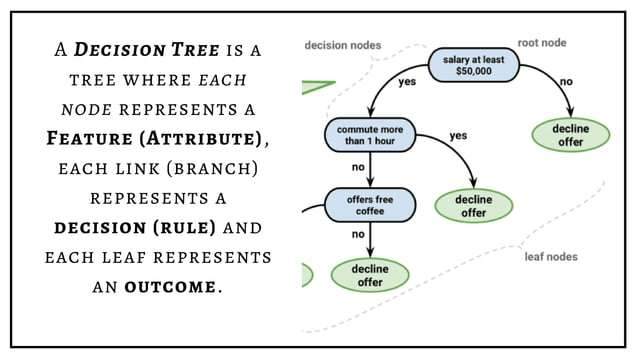 A Decision Tree is a
tree where each
node represents a
Feature (Attribute),
each link (branch)
represents a
decision (rule) and
each leaf represents
an outcome.
decision nodes
root node
salary at least
$50,000
yes
no
decline
offer
commute more
than 1 hour
yes
no
decline
offer
offers free
coffee
no
decline
offer
leaf nodes